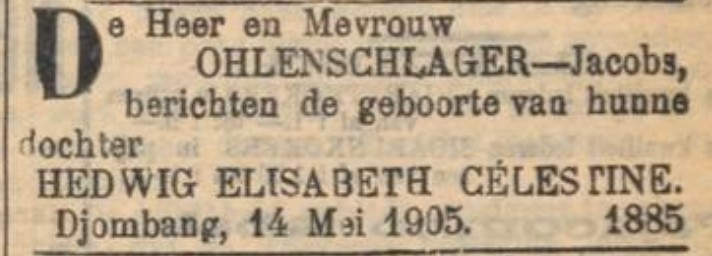 De Heer en Mevrouw
OHLENSCHLAGER—Jacobs,
berichten de geboorte van hunne
dochter
HEDWIG ELISABETH CÉLESTINE.
Djombang, 14 Mei 1905. 1885